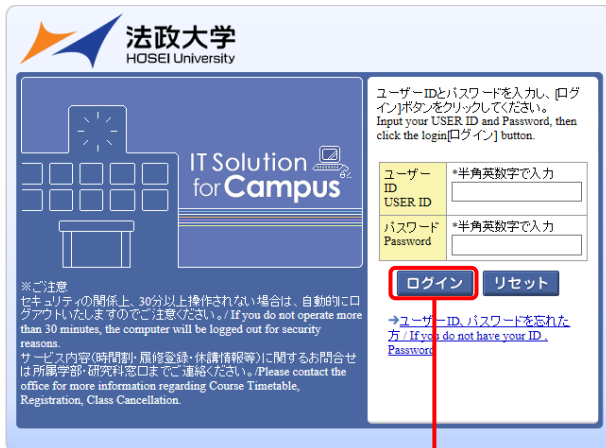 法政大学
HOSEI University
IT Solution
for Campus
※ご注意
セキュリティの関係上、30分以上操作されない場合は、自動的にロ
グアウトいたしますのでご注意ください。/ If you do not operate more
than 30 minutes, the computer will be logged out for security
reasons.
サービス内容(時間割・履修登録・休講情報等)に関するお問合せ
は所属学部・研究科窓口までご連絡ください。/Please contact the
office for more information regarding Course Timetable,
Registration, Class Cancellation.
ユーザーIDとパスワードを入力し、[ログ
イン]ボタンをクリックしてください。
Input your USER ID and Password, then
click the login[ログイン] button.
ユーザー
ID
USER ID
*半角英数字で入力
パスワード
Password
*半角英数字で入力
ログイン リセット
→ユーザーID、パスワードを忘れた
方 / If you do not have your ID ,
Password